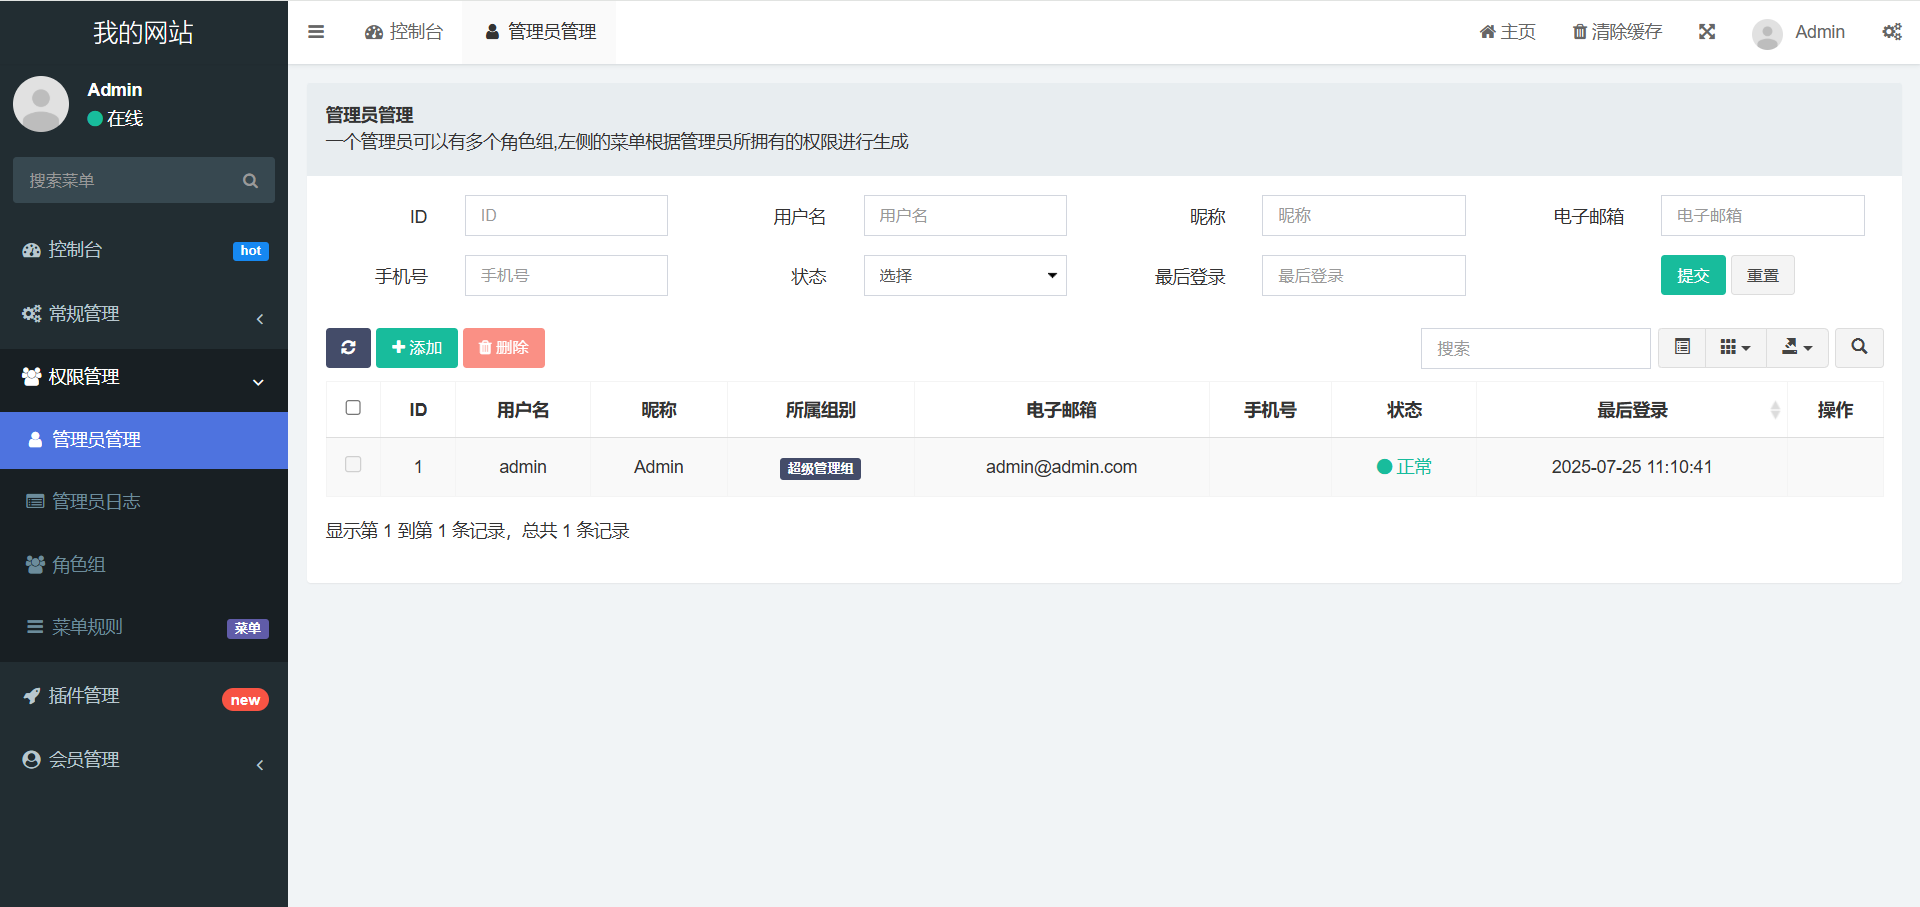 我的网站
Admin
在线
搜索菜单
控制台 hot
常规管理
权限管理
管理员管理
管理员日志
角色组
菜单规则 菜单
插件管理 new
会员管理
控制台 管理员管理 主页 清除缓存 Admin
管理员管理
一个管理员可以有多个角色组,左侧的菜单根据管理员所拥有的权限进行生成
ID ID 用户名 用户名 昵称 昵称 电子邮箱 电子邮箱
手机号 手机号 状态 选择 最后登录 最后登录 提交 重置
添加 删除 搜索
ID 用户名 昵称 所属组别 电子邮箱 手机号 状态 最后登录 操作
1 admin Admin 超级管理组 admin@admin.com 正常 2025-07-25 11:10:41
显示第 1 到第 1 条记录，总共 1 条记录